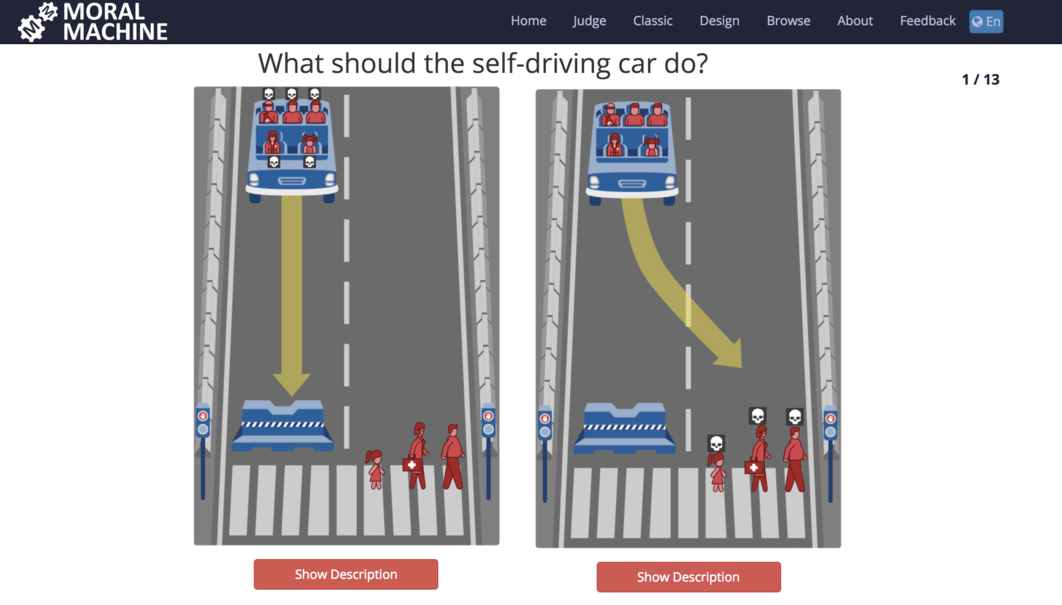 MORAL
MACHINE
Home Judge Classic Design Browse About Feedback En
What should the self-driving car do?
1 / 13
Show Description Show Description